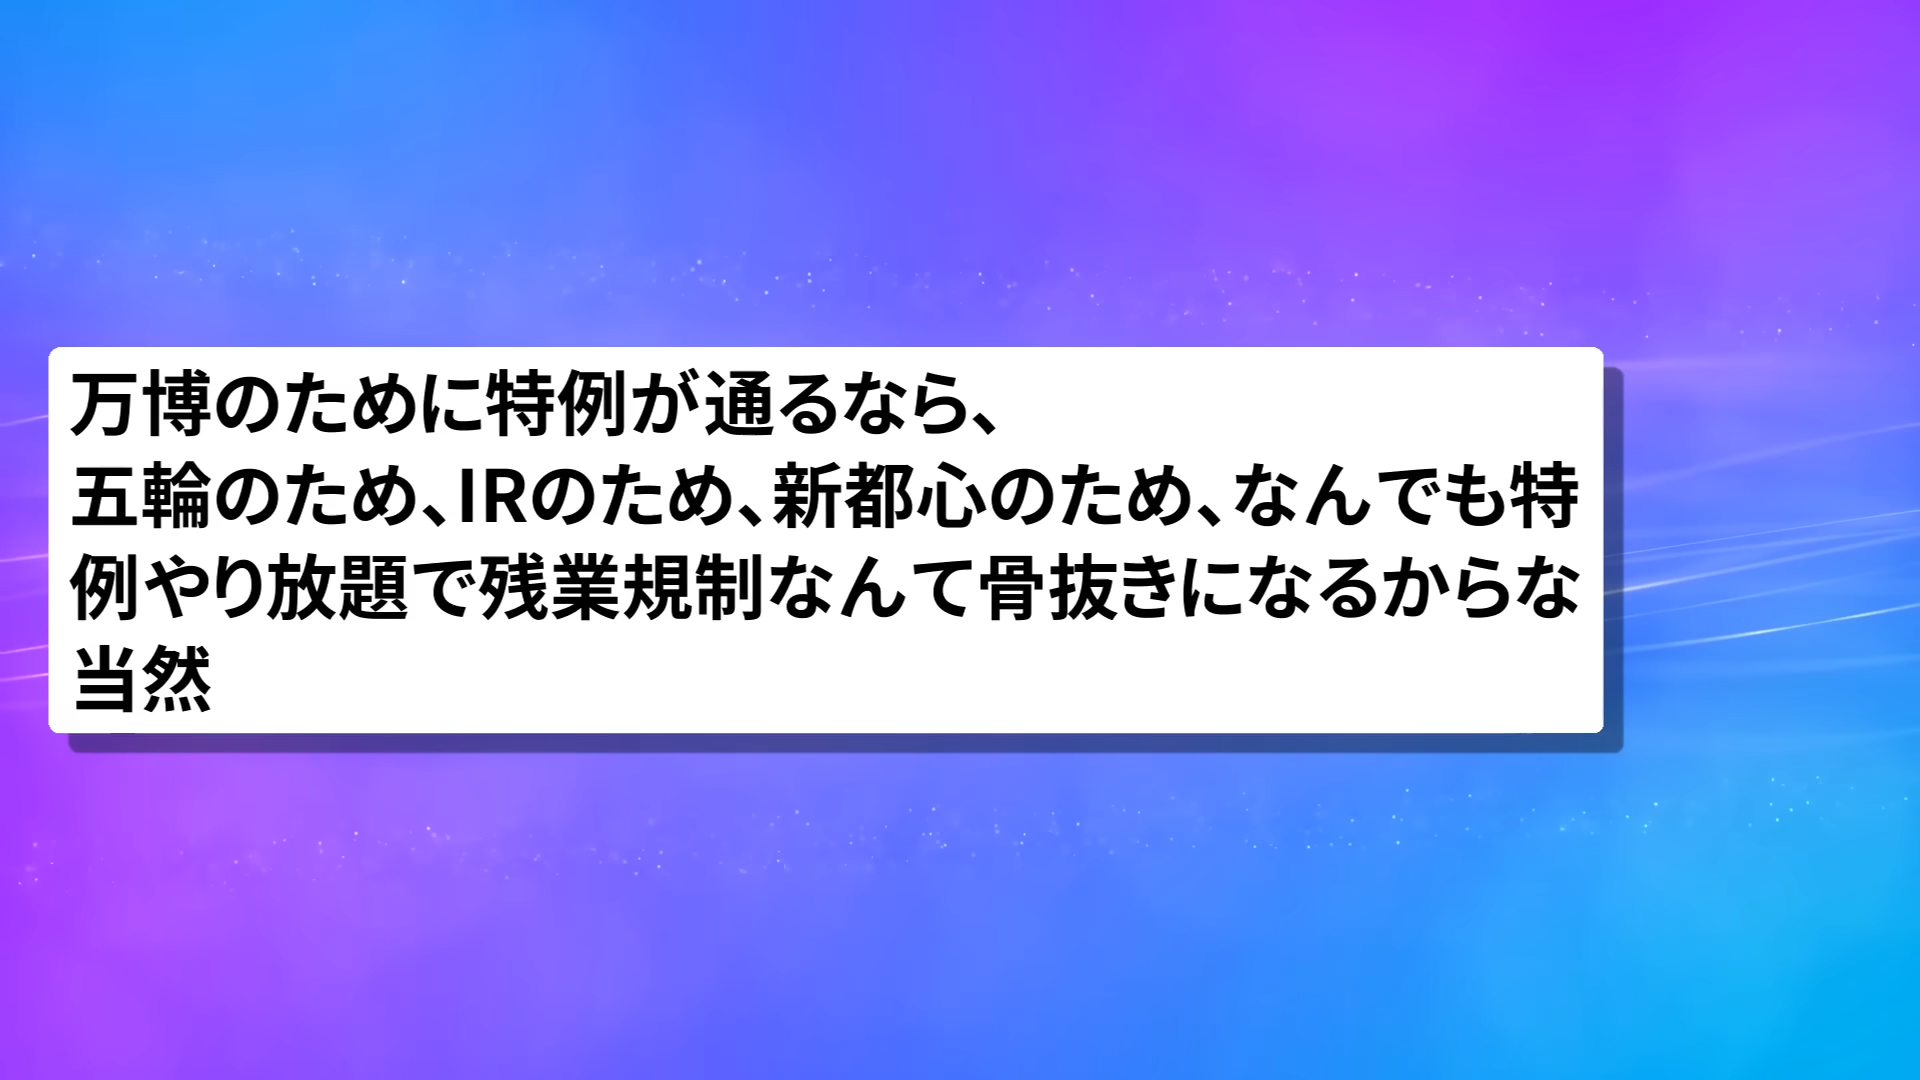 万博のために特例が通るなら、
五輪のため、IRのため、新都心のため、なんでも特
例やり放題で残業規制なんて骨抜きになるからな
当然